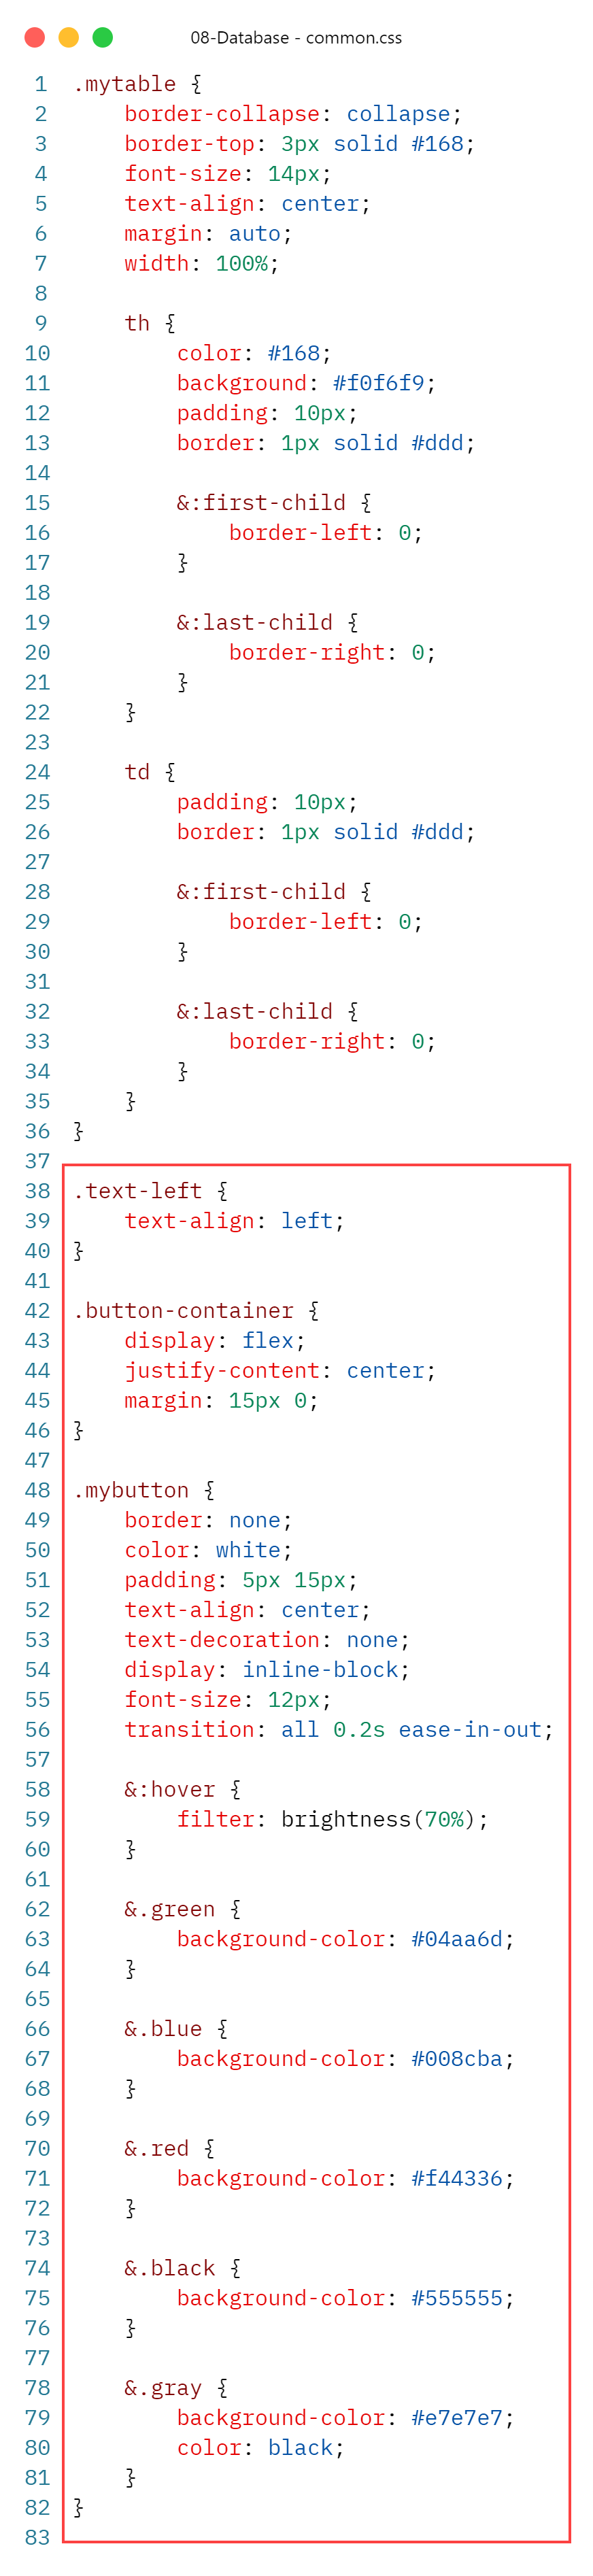 08-Database - common.css
1 .mytable {
2     border-collapse: collapse;
3     border-top: 3px solid #168;
4     font-size: 14px;
5     text-align: center;
6     margin: auto;
7     width: 100%;
8
9     th {
10         color: #168;
11         background: #f0f6f9;
12         padding: 10px;
13         border: 1px solid #ddd;
14
15         &:first-child {
16             border-left: 0;
17         }
18
19         &:last-child {
20             border-right: 0;
21         }
22     }
23
24     td {
25         padding: 10px;
26         border: 1px solid #ddd;
27
28         &:first-child {
29             border-left: 0;
30         }
31
32         &:last-child {
33             border-right: 0;
34         }
35     }
36 }
37
38 .text-left {
39     text-align: left;
40 }
41
42 .button-container {
43     display: flex;
44     justify-content: center;
45     margin: 15px 0;
46 }
47
48 .mybutton {
49     border: none;
50     color: white;
51     padding: 5px 15px;
52     text-align: center;
53     text-decoration: none;
54     display: inline-block;
55     font-size: 12px;
56     transition: all 0.2s ease-in-out;
57
58     &:hover {
59         filter: brightness(70%);
60     }
61
62     &.green {
63         background-color: #04aa6d;
64     }
65
66     &.blue {
67         background-color: #008cba;
68     }
69
70     &.red {
71         background-color: #f44336;
72     }
73
74     &.black {
75         background-color: #555555;
76     }
77
78     &.gray {
79         background-color: #e7e7e7;
80         color: black;
81     }
82 }
83